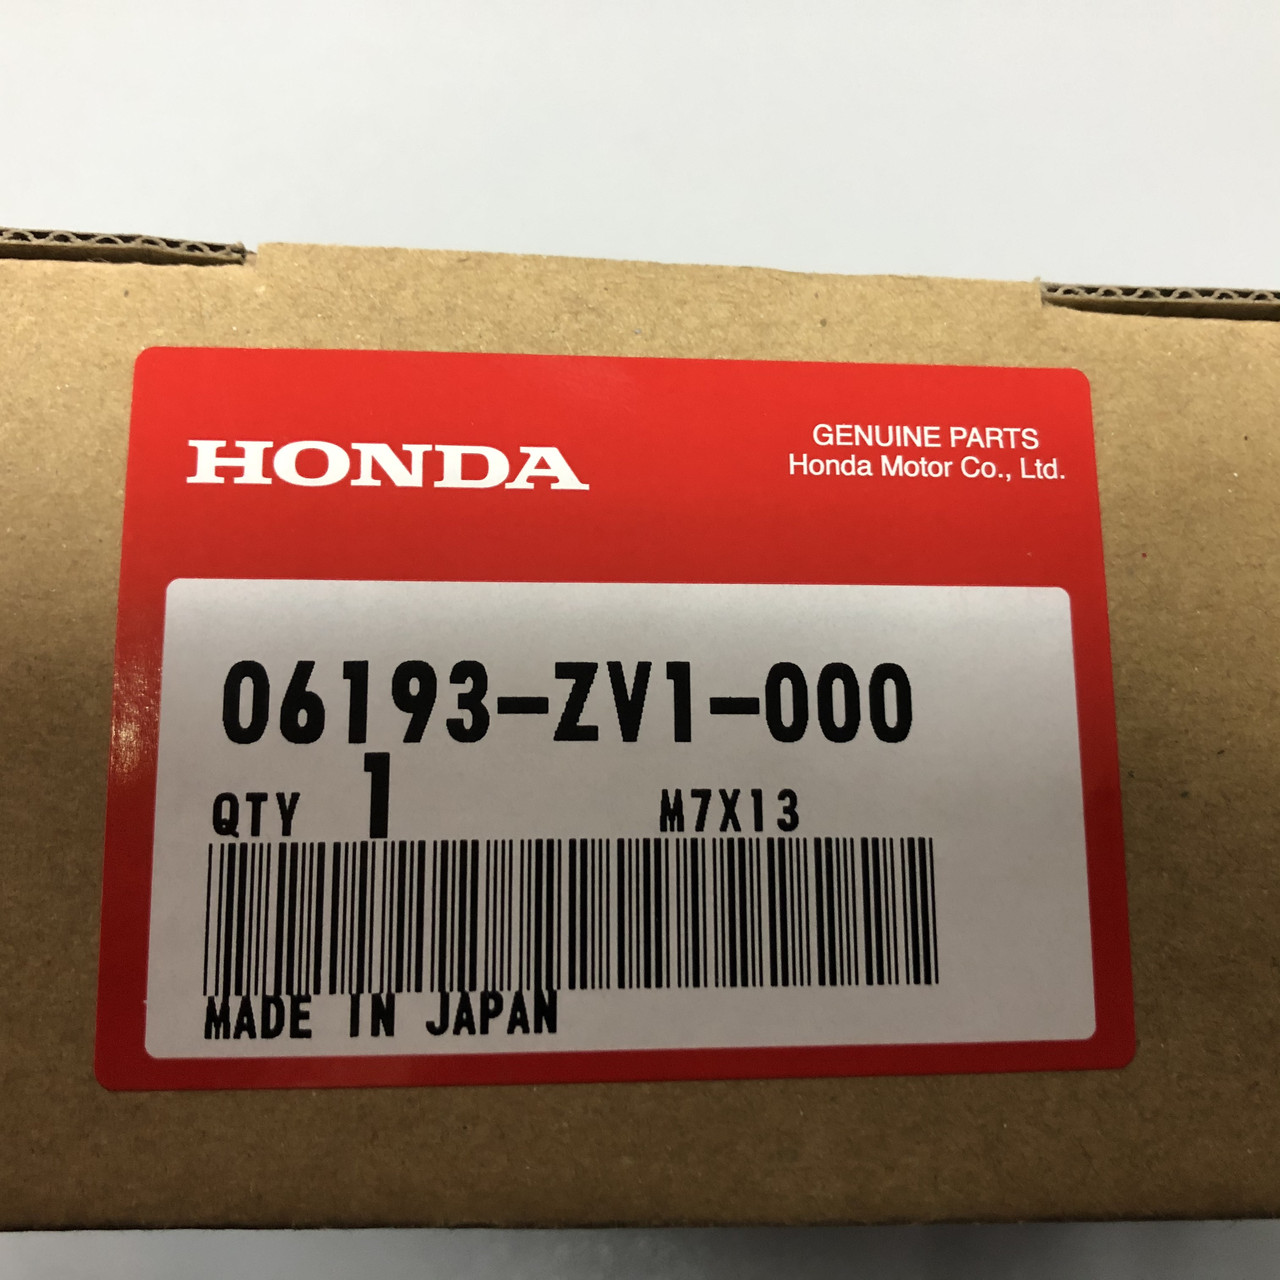 HONDA
GENUINE PARTS
Honda Motor Co., Ltd.
06193-ZV1-000
QTY 1 M7X13
MADE IN JAPAN